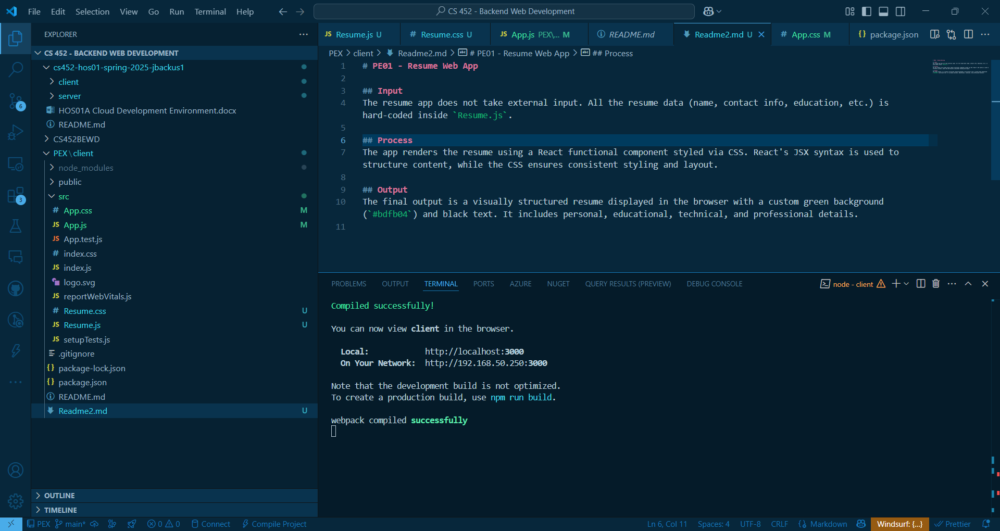 File Edit Selection View Go Run Terminal Help
CS 452 - Backend Web Development
EXPLORER
CS 452 - BACKEND WEB DEVELOPMENT
cs452-hos01-spring-2025-jbackus1
client
server
HOS01A Cloud Development Environment.docx
README.md
CS452BEWD
PEX\client
node_modules
public
src
# App.css M
JS App.js M
JS App.test.js
# index.css
JS index.js
logo.svg
JS reportWebVitals.js
# Resume.css U
JS Resume.js U
JS setupTests.js
.gitignore
{} package-lock.json
{} package.json
README.md
Readme2.md U
OUTLINE
TIMELINE
6
3
JS Resume.js U # Resume.css U JS App.js PEX\... M README.md Readme2.md U # App.css M {} package.json
PEX > client > Readme2.md > abc # PE01 - Resume Web App > abc ## Process
1 # PE01 - Resume Web App
2
3 ## Input
4 The resume app does not take external input. All the resume data (name, contact info, education, etc.) is
hard-coded inside `Resume.js`.
5
6 ## Process
7 The app renders the resume using a React functional component styled via CSS. React's JSX syntax is used to
structure content, while the CSS ensures consistent styling and layout.
8
9 ## Output
10 The final output is a visually structured resume displayed in the browser with a custom green background
(`#bdfb04`) and black text. It includes personal, educational, technical, and professional details.
11
PROBLEMS OUTPUT TERMINAL PORTS AZURE NUGET QUERY RESULTS (PREVIEW) DEBUG CONSOLE
node - client
Compiled successfully!
You can now view client in the browser.
Local: http://localhost:3000
On Your Network: http://192.168.50.250:3000
Note that the development build is not optimized.
To create a production build, use npm run build.
webpack compiled successfully
PEX main* 0 0 Connect Compile Project
Ln 6, Col 11 Spaces: 4 UTF-8 CRLF {} Markdown Windsurf: {...} Prettier